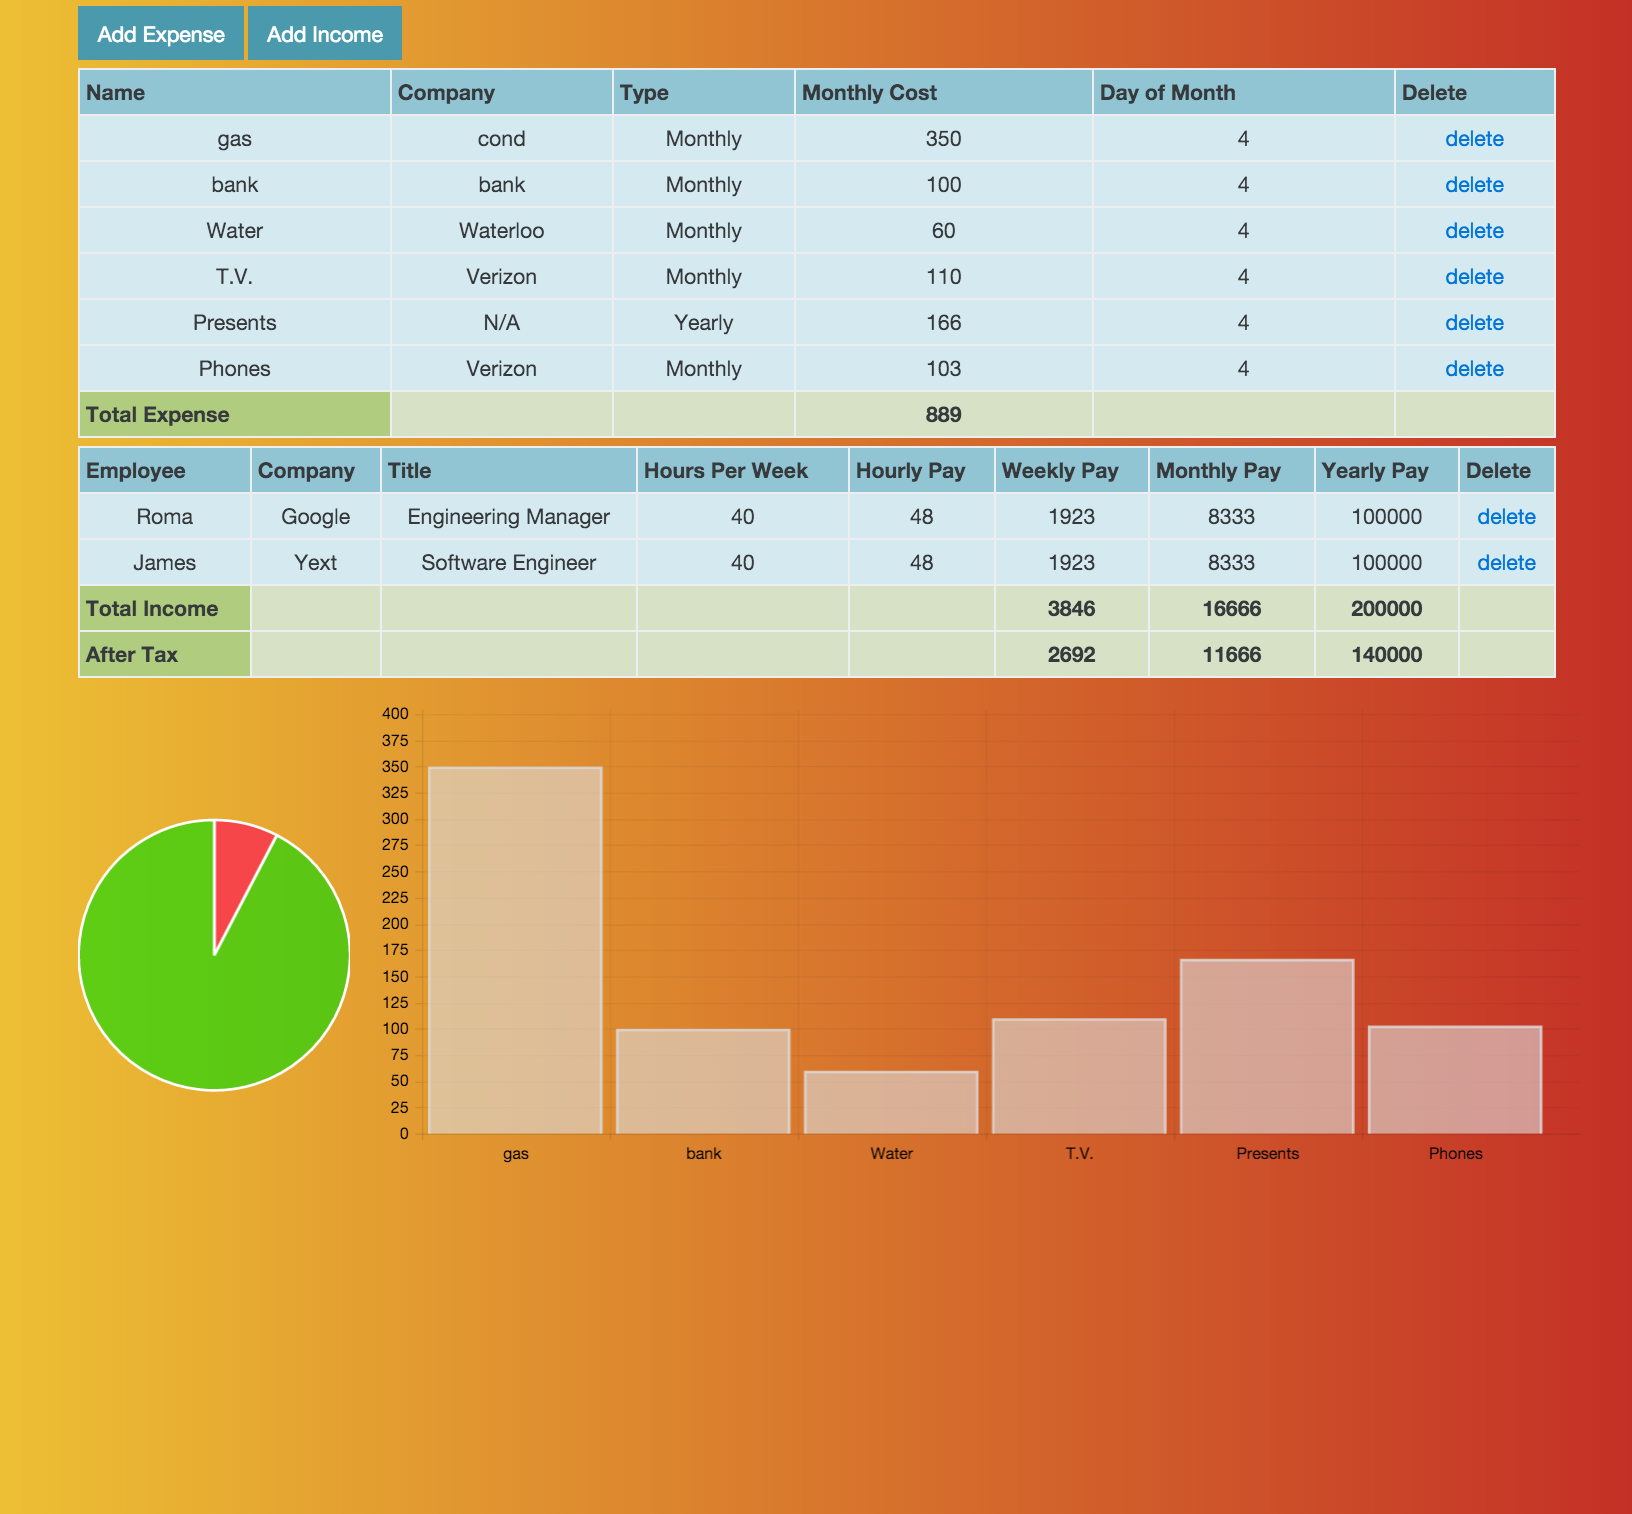 Add Expense Add Income
Name Company Type Monthly Cost Day of Month Delete
gas cond Monthly 350 4 delete
bank bank Monthly 100 4 delete
Water Waterloo Monthly 60 4 delete
T.V. Verizon Monthly 110 4 delete
Presents N/A Yearly 166 4 delete
Phones Verizon Monthly 103 4 delete
Total Expense 889
Employee Company Title Hours Per Week Hourly Pay Weekly Pay Monthly Pay Yearly Pay Delete
Roma Google Engineering Manager 40 48 1923 8333 100000 delete
James Yext Software Engineer 40 48 1923 8333 100000 delete
Total Income 3846 16666 200000
After Tax 2692 11666 140000
400
375
350
325
300
275
250
225
200
175
150
125
100
75
50
25
0
gas bank Water T.V. Presents Phones